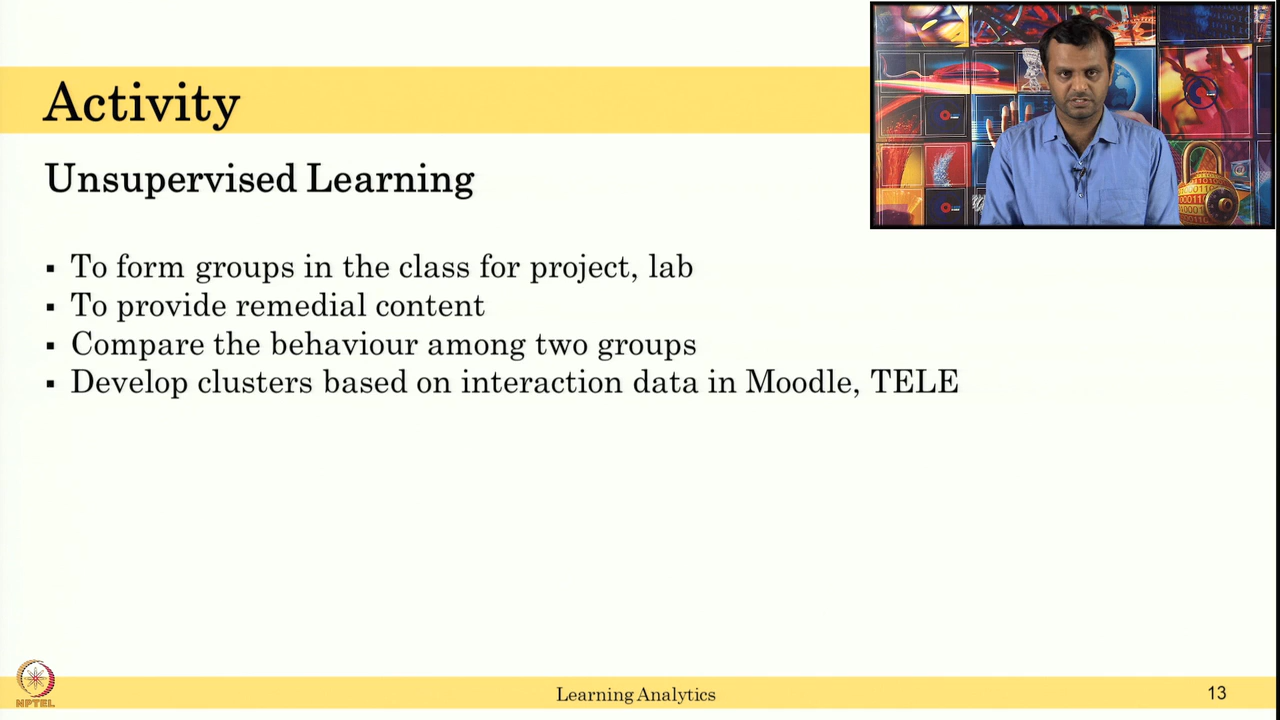 Activity
Unsupervised Learning
▪ To form groups in the class for project, lab
▪ To provide remedial content
▪ Compare the behaviour among two groups
▪ Develop clusters based on interaction data in Moodle, TELE
NPTEL
Learning Analytics
13